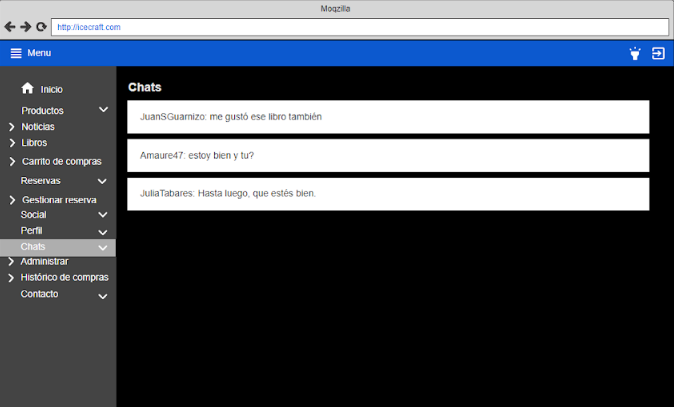 Moqzilla
http://icecraft.com
Menu
Inicio
Productos
Noticias
Libros
Carrito de compras
Reservas
Gestionar reserva
Social
Perfil
Chats
Administrar
Histórico de compras
Contacto
Chats
JuanSGuarnizo: me gustó ese libro también
Amaure47: estoy bien y tu?
JuliaTabares: Hasta luego, que estés bien.